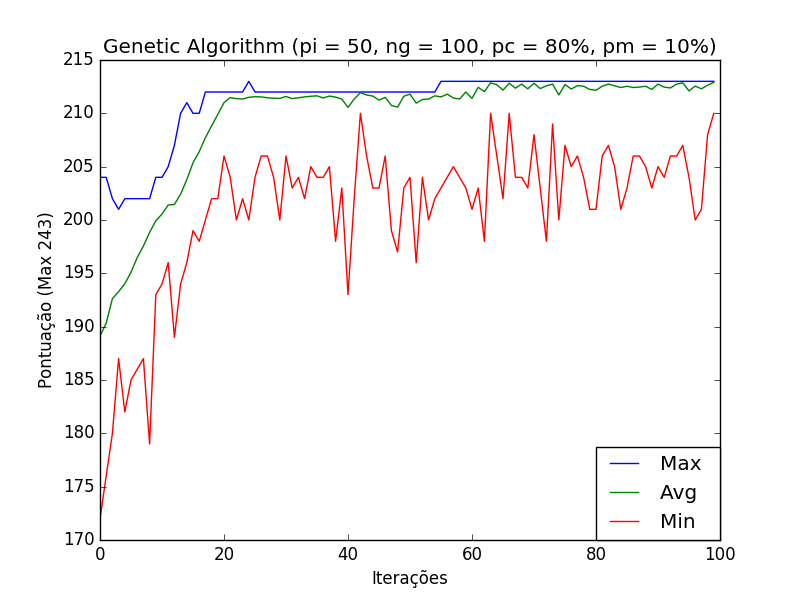 Genetic Algorithm (pi = 50, ng = 100, pc = 80%, pm = 10%)
215
210
205
200
195
190
185
180
175
170
Pontuação (Max 243)
0
20
40
60
80
100
Iterações
Max
Avg
Min